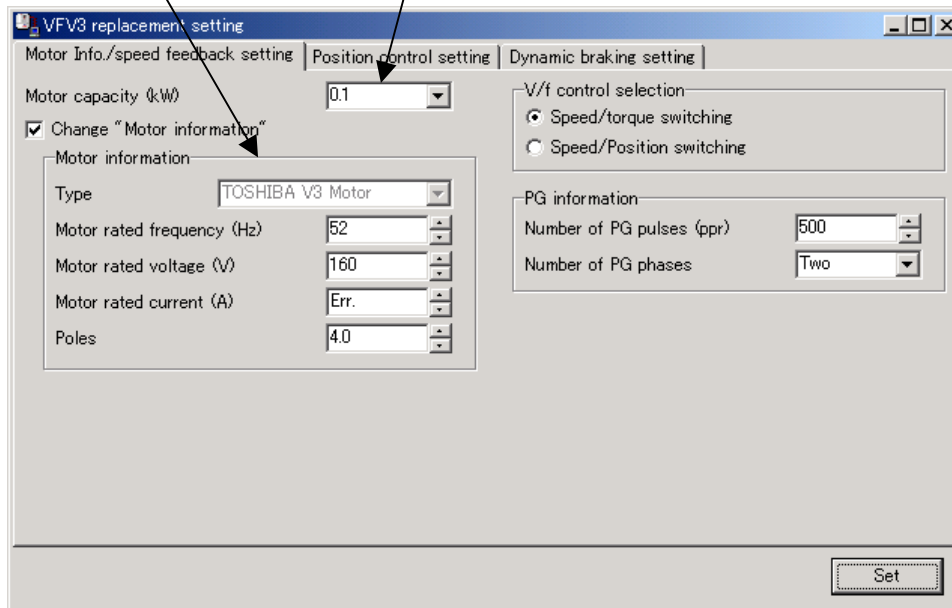 VFV3 replacement setting
Motor Info./speed feedback setting
Position control setting
Dynamic braking setting
Motor capacity (kW)
0.1
Change "Motor information"
Motor information
Type
TOSHIBA V3 Motor
Motor rated frequency (Hz)
52
Motor rated voltage (V)
160
Motor rated current (A)
Err.
Poles
4.0
V/f control selection
Speed/torque switching
Speed/Position switching
PG information
Number of PG pulses (ppr)
500
Number of PG phases
Two
Set